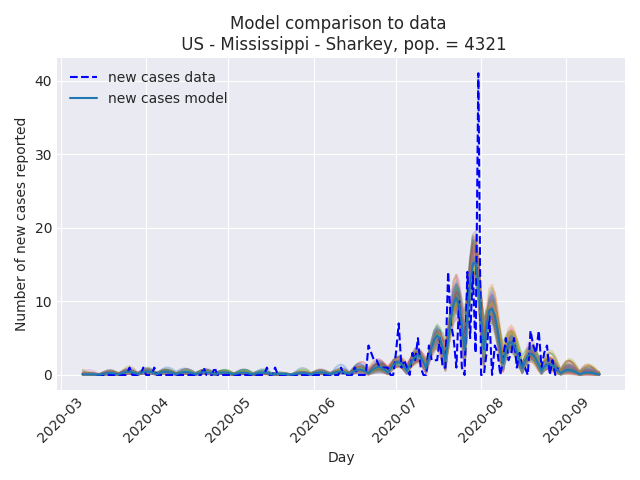 Model comparison to data
US - Mississippi - Sharkey, pop. = 4321
new cases data
new cases model
Number of new cases reported
40
30
20
10
0
2020-03
2020-04
2020-05
2020-06
2020-07
2020-08
2020-09
Day